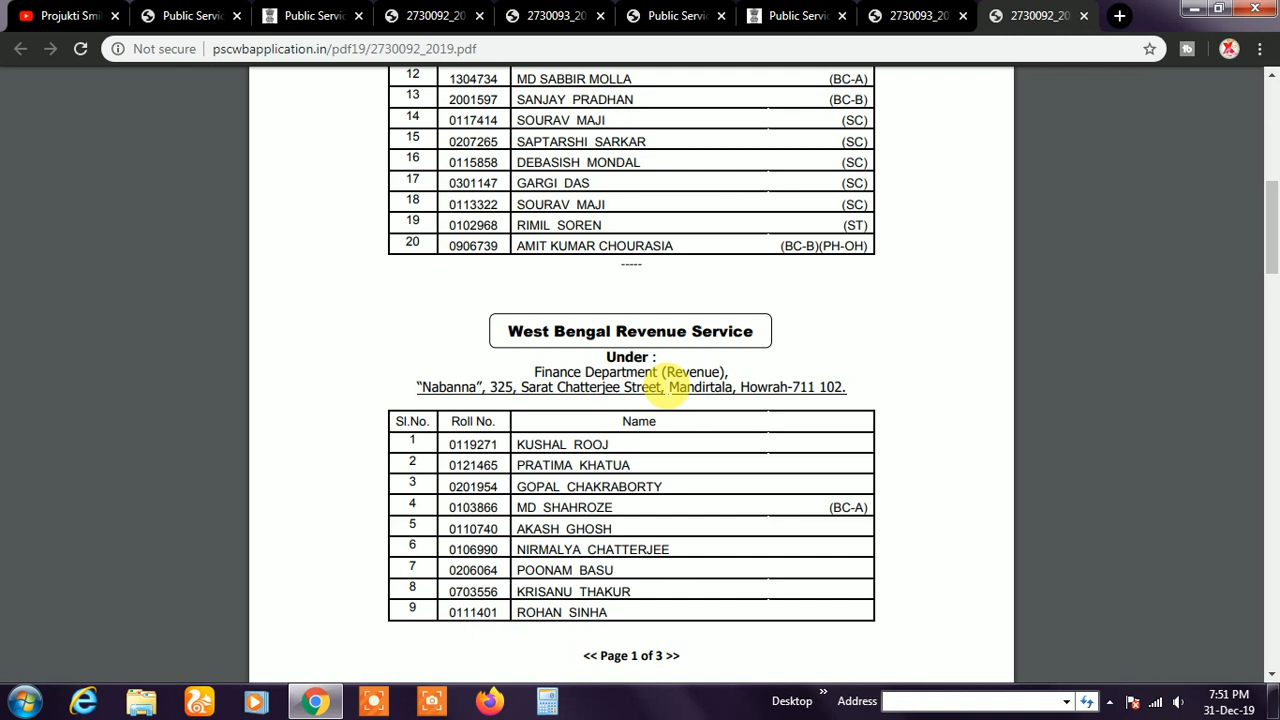 Projukti Smi
Public Servi
Public Servic
2730092_20
2730093_20
Public Servi
Public Servic
2730093_20
2730092_20
Not secure | pscwbapplication.in/pdf19/2730092_2019.pdf
12 1304734 MD SABBIR MOLLA (BC-A)
13 2001597 SANJAY PRADHAN (BC-B)
14 0117414 SOURAV MAJI (SC)
15 0207265 SAPTARSHI SARKAR (SC)
16 0115858 DEBASISH MONDAL (SC)
17 0301147 GARGI DAS (SC)
18 0113322 SOURAV MAJI (SC)
19 0102968 RIMIL SOREN (ST)
20 0906739 AMIT KUMAR CHOURASIA (BC-B)(PH-OH)
-----
West Bengal Revenue Service
Under :
Finance Department (Revenue),
“Nabanna”, 325, Sarat Chatterjee Street, Mandirtala, Howrah-711 102.
Sl.No. Roll No. Name
1 0119271 KUSHAL ROOJ
2 0121465 PRATIMA KHATUA
3 0201954 GOPAL CHAKRABORTY
4 0103866 MD SHAHROZE (BC-A)
5 0110740 AKASH GHOSH
6 0106990 NIRMALYA CHATTERJEE
7 0206064 POONAM BASU
8 0703556 KRISANU THAKUR
9 0111401 ROHAN SINHA
<< Page 1 of 3 >>
Desktop » Address
7:51 PM
31-Dec-19